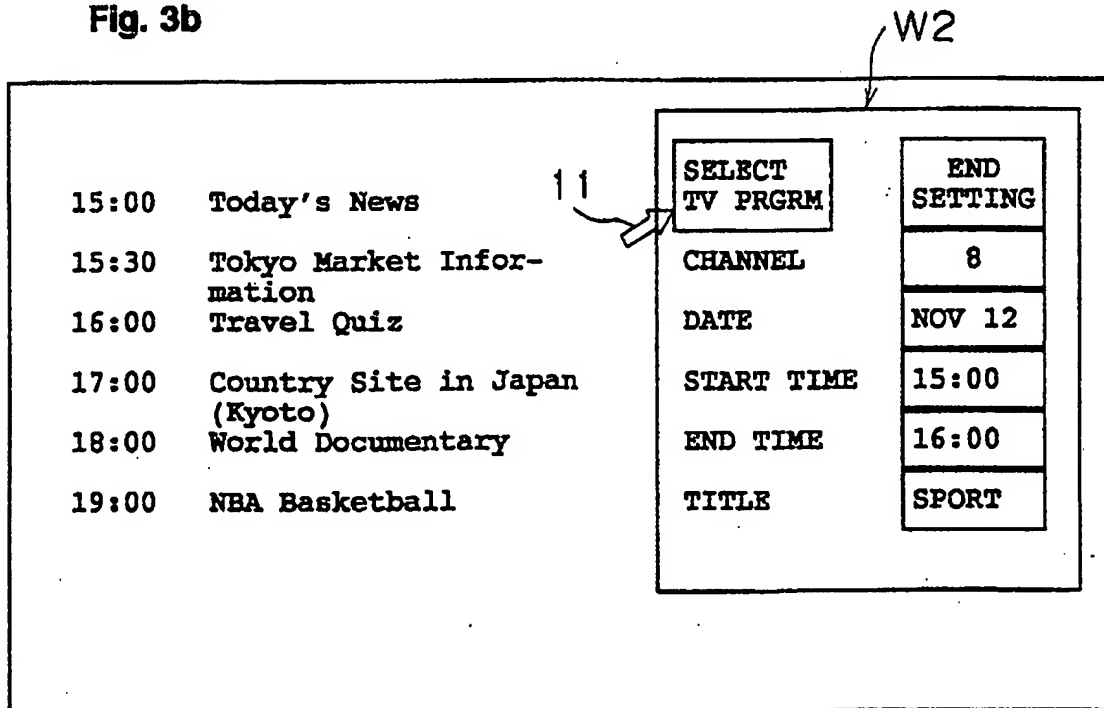 Fig. 3b
W2
11
15:00 Today's News
15:30 Tokyo Market Infor-
mation
16:00 Travel Quiz
17:00 Country Site in Japan
(Kyoto)
18:00 World Documentary
19:00 NBA Basketball
SELECT
TV PRGRM
END
SETTING
CHANNEL 8
DATE NOV 12
START TIME 15:00
END TIME 16:00
TITLE SPORT